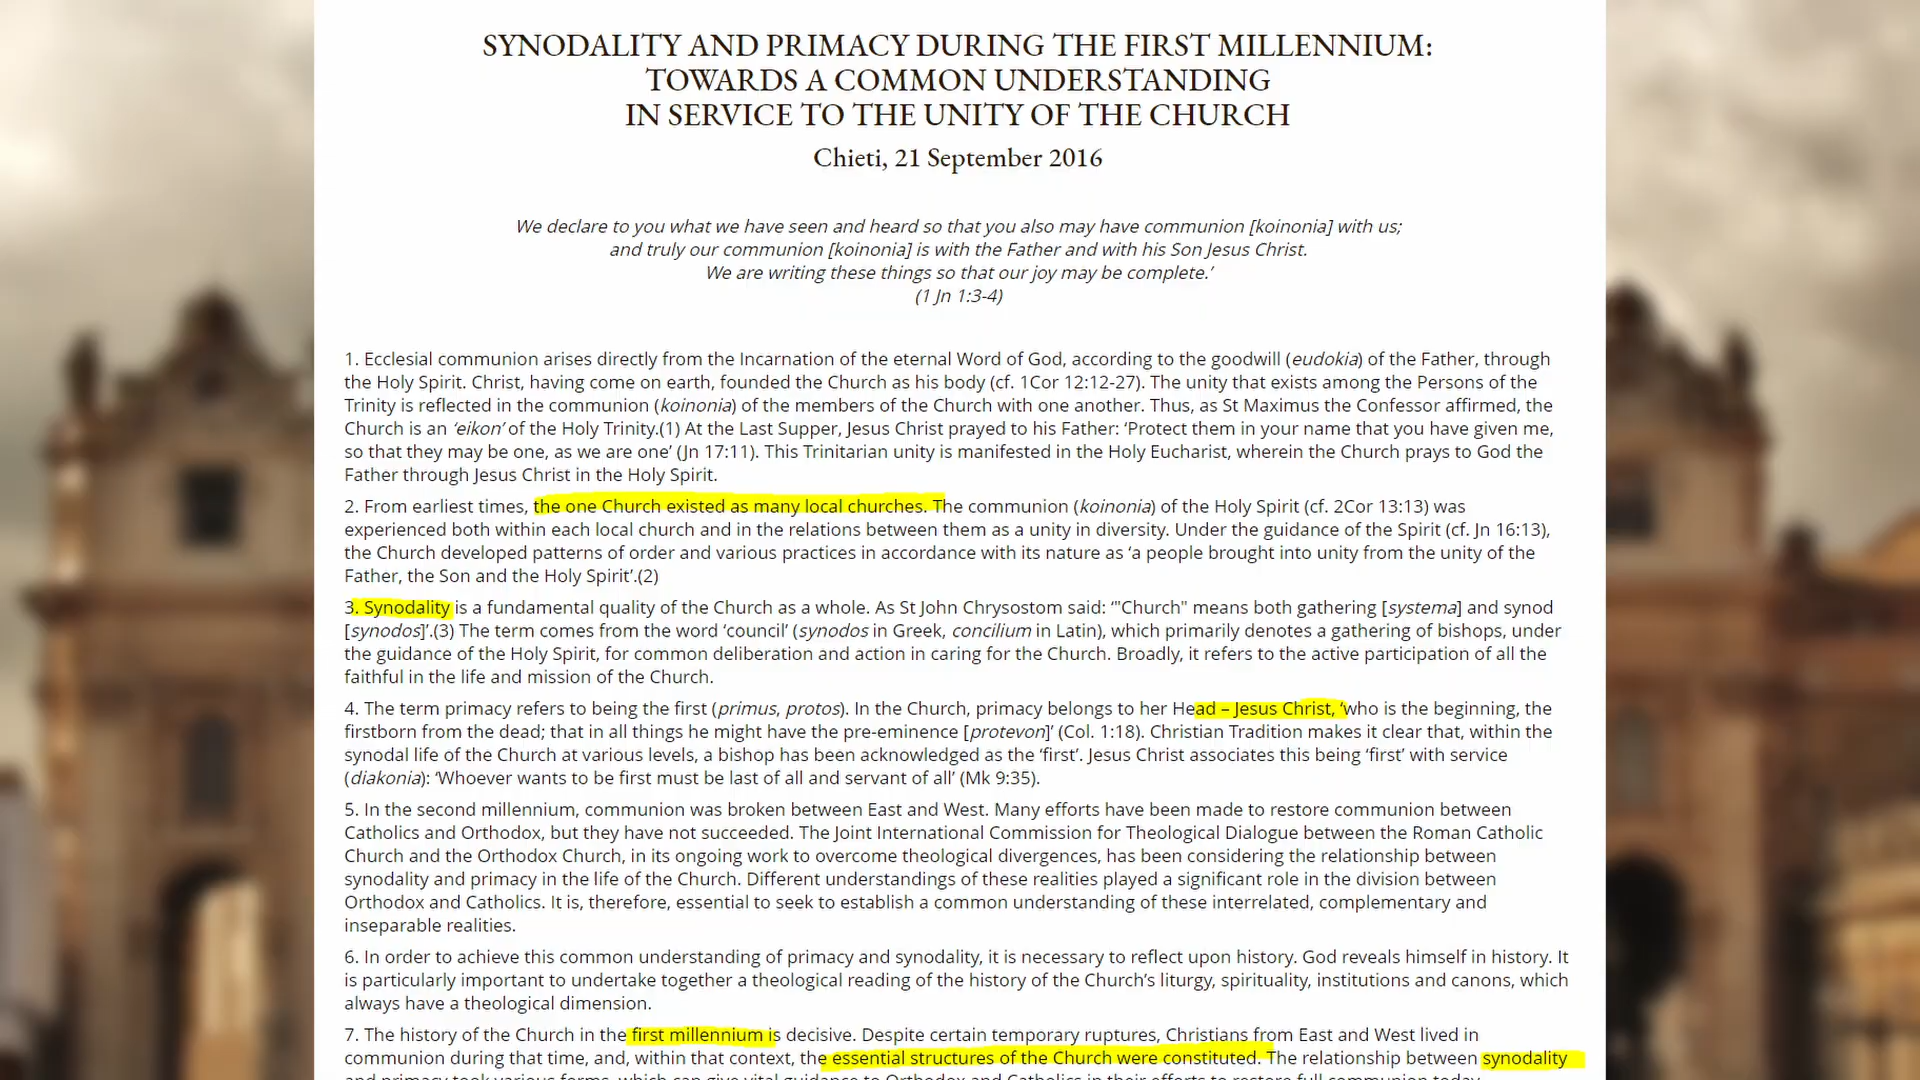 SYNODALITY AND PRIMACY DURING THE FIRST MILLENNIUM:
TOWARDS A COMMON UNDERSTANDING
IN SERVICE TO THE UNITY OF THE CHURCH
Chieti, 21 September 2016
We declare to you what we have seen and heard so that you also may have communion [koinonia] with us;
and truly our communion [koinonia] is with the Father and with his Son Jesus Christ.
We are writing these things so that our joy may be complete.’
(1 Jn 1:3-4)
1. Ecclesial communion arises directly from the Incarnation of the eternal Word of God, according to the goodwill (eudokia) of the Father, through
the Holy Spirit. Christ, having come on earth, founded the Church as his body (cf. 1Cor 12:12-27). The unity that exists among the Persons of the
Trinity is reflected in the communion (koinonia) of the members of the Church with one another. Thus, as St Maximus the Confessor affirmed, the
Church is an ‘eikon’ of the Holy Trinity.(1) At the Last Supper, Jesus Christ prayed to his Father: ‘Protect them in your name that you have given me,
so that they may be one, as we are one’ (Jn 17:11). This Trinitarian unity is manifested in the Holy Eucharist, wherein the Church prays to God the
Father through Jesus Christ in the Holy Spirit.
2. From earliest times, the one Church existed as many local churches. The communion (koinonia) of the Holy Spirit (cf. 2Cor 13:13) was
experienced both within each local church and in the relations between them as a unity in diversity. Under the guidance of the Spirit (cf. Jn 16:13),
the Church developed patterns of order and various practices in accordance with its nature as ‘a people brought into unity from the unity of the
Father, the Son and the Holy Spirit’.(2)
3. Synodality is a fundamental quality of the Church as a whole. As St John Chrysostom said: ‘"Church" means both gathering [systema] and synod
[synodos]’.(3) The term comes from the word ‘council’ (synodos in Greek, concilium in Latin), which primarily denotes a gathering of bishops, under
the guidance of the Holy Spirit, for common deliberation and action in caring for the Church. Broadly, it refers to the active participation of all the
faithful in the life and mission of the Church.
4. The term primacy refers to being the first (primus, protos). In the Church, primacy belongs to her Head – Jesus Christ, ‘who is the beginning, the
firstborn from the dead; that in all things he might have the pre-eminence [protevon]’ (Col. 1:18). Christian Tradition makes it clear that, within the
synodal life of the Church at various levels, a bishop has been acknowledged as the ‘first’. Jesus Christ associates this being ‘first’ with service
(diakonia): ‘Whoever wants to be first must be last of all and servant of all’ (Mk 9:35).
5. In the second millennium, communion was broken between East and West. Many efforts have been made to restore communion between
Catholics and Orthodox, but they have not succeeded. The Joint International Commission for Theological Dialogue between the Roman Catholic
Church and the Orthodox Church, in its ongoing work to overcome theological divergences, has been considering the relationship between
synodality and primacy in the life of the Church. Different understandings of these realities played a significant role in the division between
Orthodox and Catholics. It is, therefore, essential to seek to establish a common understanding of these interrelated, complementary and
inseparable realities.
6. In order to achieve this common understanding of primacy and synodality, it is necessary to reflect upon history. God reveals himself in history. It
is particularly important to undertake together a theological reading of the history of the Church’s liturgy, spirituality, institutions and canons, which
always have a theological dimension.
7. The history of the Church in the first millennium is decisive. Despite certain temporary ruptures, Christians from East and West lived in
communion during that time, and, within that context, the essential structures of the Church were constituted. The relationship between synodality
and primacy took various forms, which can give vital guidance to Orthodox and Catholics in their efforts to restore full communion today.